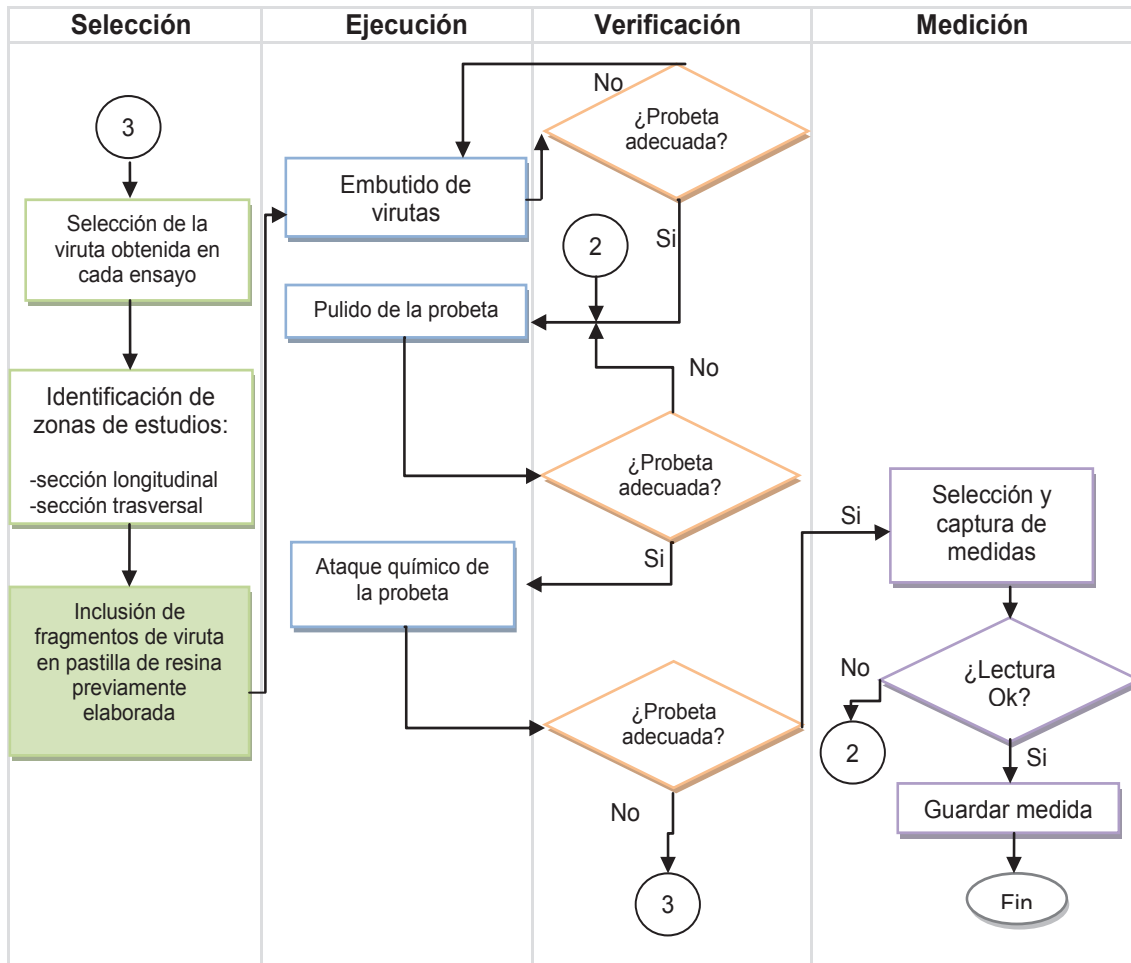 Selección
Ejecución
Verificación
Medición
3
Selección de la
viruta obtenida en
cada ensayo
Identificación de
zonas de estudios:
-sección longitudinal
-sección trasversal
Inclusión de
fragmentos de viruta
en pastilla de resina
previamente
elaborada
Embutido de
virutas
No
¿Probeta
adecuada?
Si
2
Pulido de la probeta
No
¿Probeta
adecuada?
Si
Ataque químico de
la probeta
¿Probeta
adecuada?
No
3
Si
Selección y
captura de
medidas
¿Lectura
Ok?
No
2
Si
Guardar medida
Fin